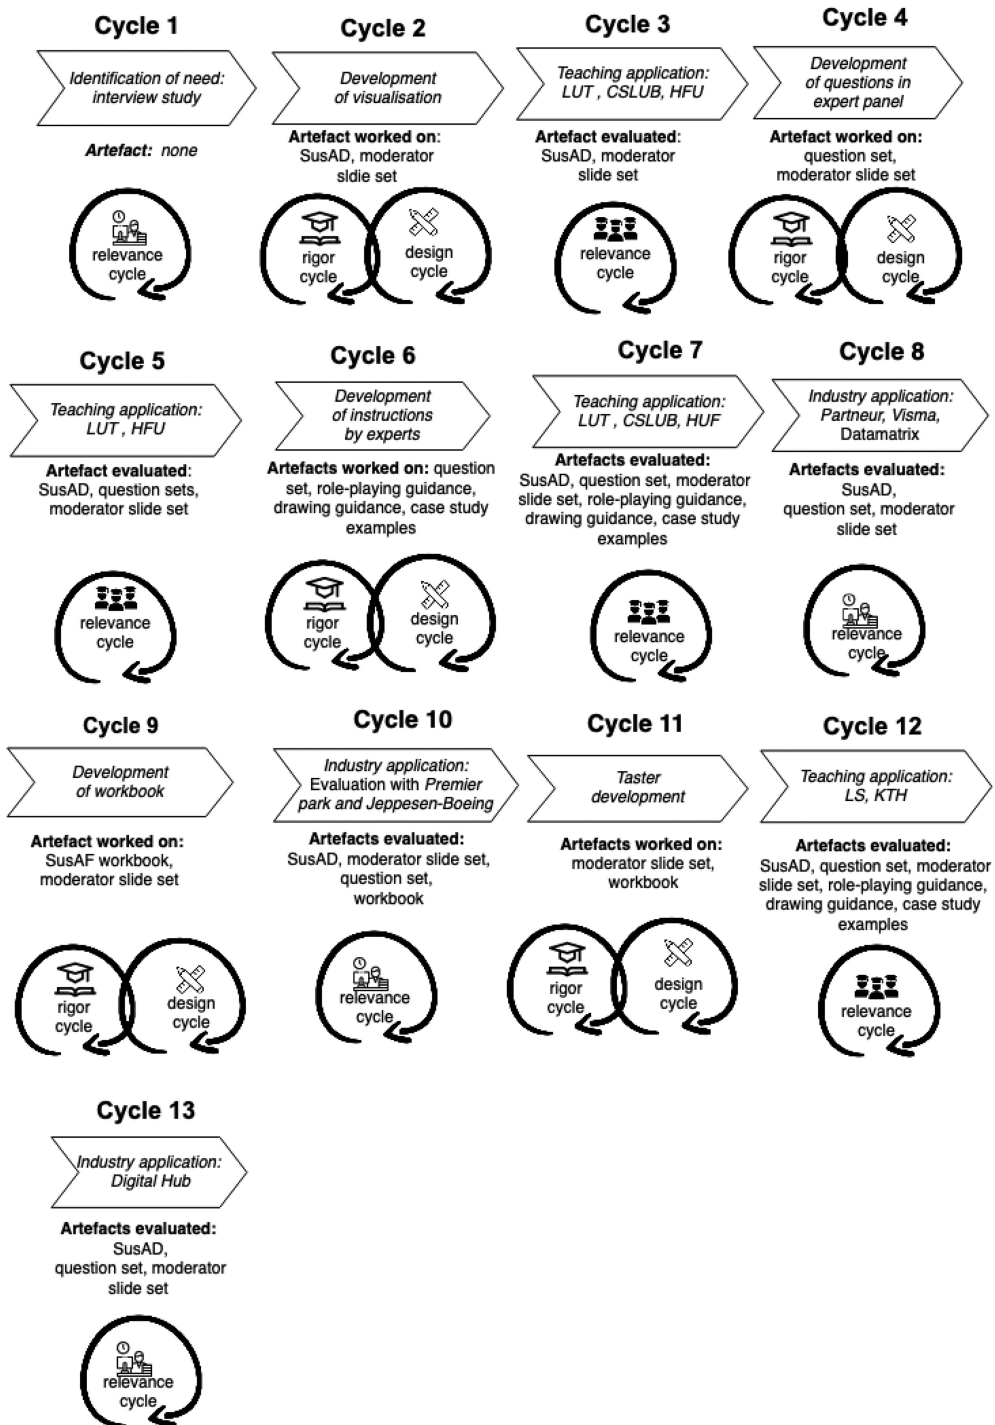 Cycle 1
Identification of need:
interview study
Artefact: none
relevance
cycle
Cycle 2
Development
of visualisation
Artefact worked on:
SusAD, moderator
sldie set
rigor
cycle
design
cycle
Cycle 3
Teaching application:
LUT , CSLUB, HFU
Artefact evaluated:
SusAD, moderator
slide set
relevance
cycle
Cycle 4
Development
of questions in
expert panel
Artefact worked on:
question set,
moderator slide set
rigor
cycle
design
cycle
Cycle 5
Teaching application:
LUT , HFU
Artefact evaluated:
SusAD, question sets,
moderator slide set
relevance
cycle
Cycle 6
Development
of instructions
by experts
Artefacts worked on: question
set, role-playing guidance,
drawing guidance, case study
examples
rigor
cycle
design
cycle
Cycle 7
Teaching application:
LUT , CSLUB, HUF
Artefacts evaluated:
SusAD, question set, moderator
slide set, role-playing guidance,
drawing guidance, case study
examples
relevance
cycle
Cycle 8
Industry application:
Partneur, Visma,
Datamatrix
Artefacts evaluated:
SusAD,
question set, moderator
slide set
relevance
cycle
Cycle 9
Development
of workbook
Artefact worked on:
SusAF workbook,
moderator slide set
rigor
cycle
design
cycle
Cycle 10
Industry application:
Evaluation with Premier
park and Jeppesen-Boeing
Artefacts evaluated:
SusAD, moderator slide set,
question set,
workbook
relevance
cycle
Cycle 11
Taster
development
Artefacts worked on:
moderator slide set,
workbook
rigor
cycle
design
cycle
Cycle 12
Teaching application:
LS, KTH
Artefacts evaluated:
SusAD, question set, moderator
slide set, role-playing guidance,
drawing guidance, case study
examples
relevance
cycle
Cycle 13
Industry application:
Digital Hub
Artefacts evaluated:
SusAD,
question set, moderator
slide set
relevance
cycle